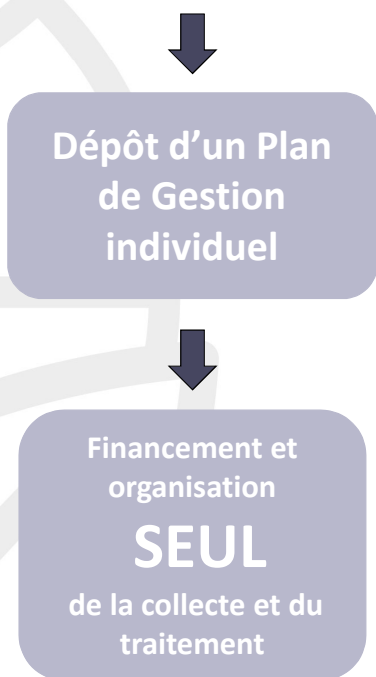 Dépôt d’un Plan
de Gestion
individuel
Financement et
organisation
SEUL
de la collecte et du
traitement